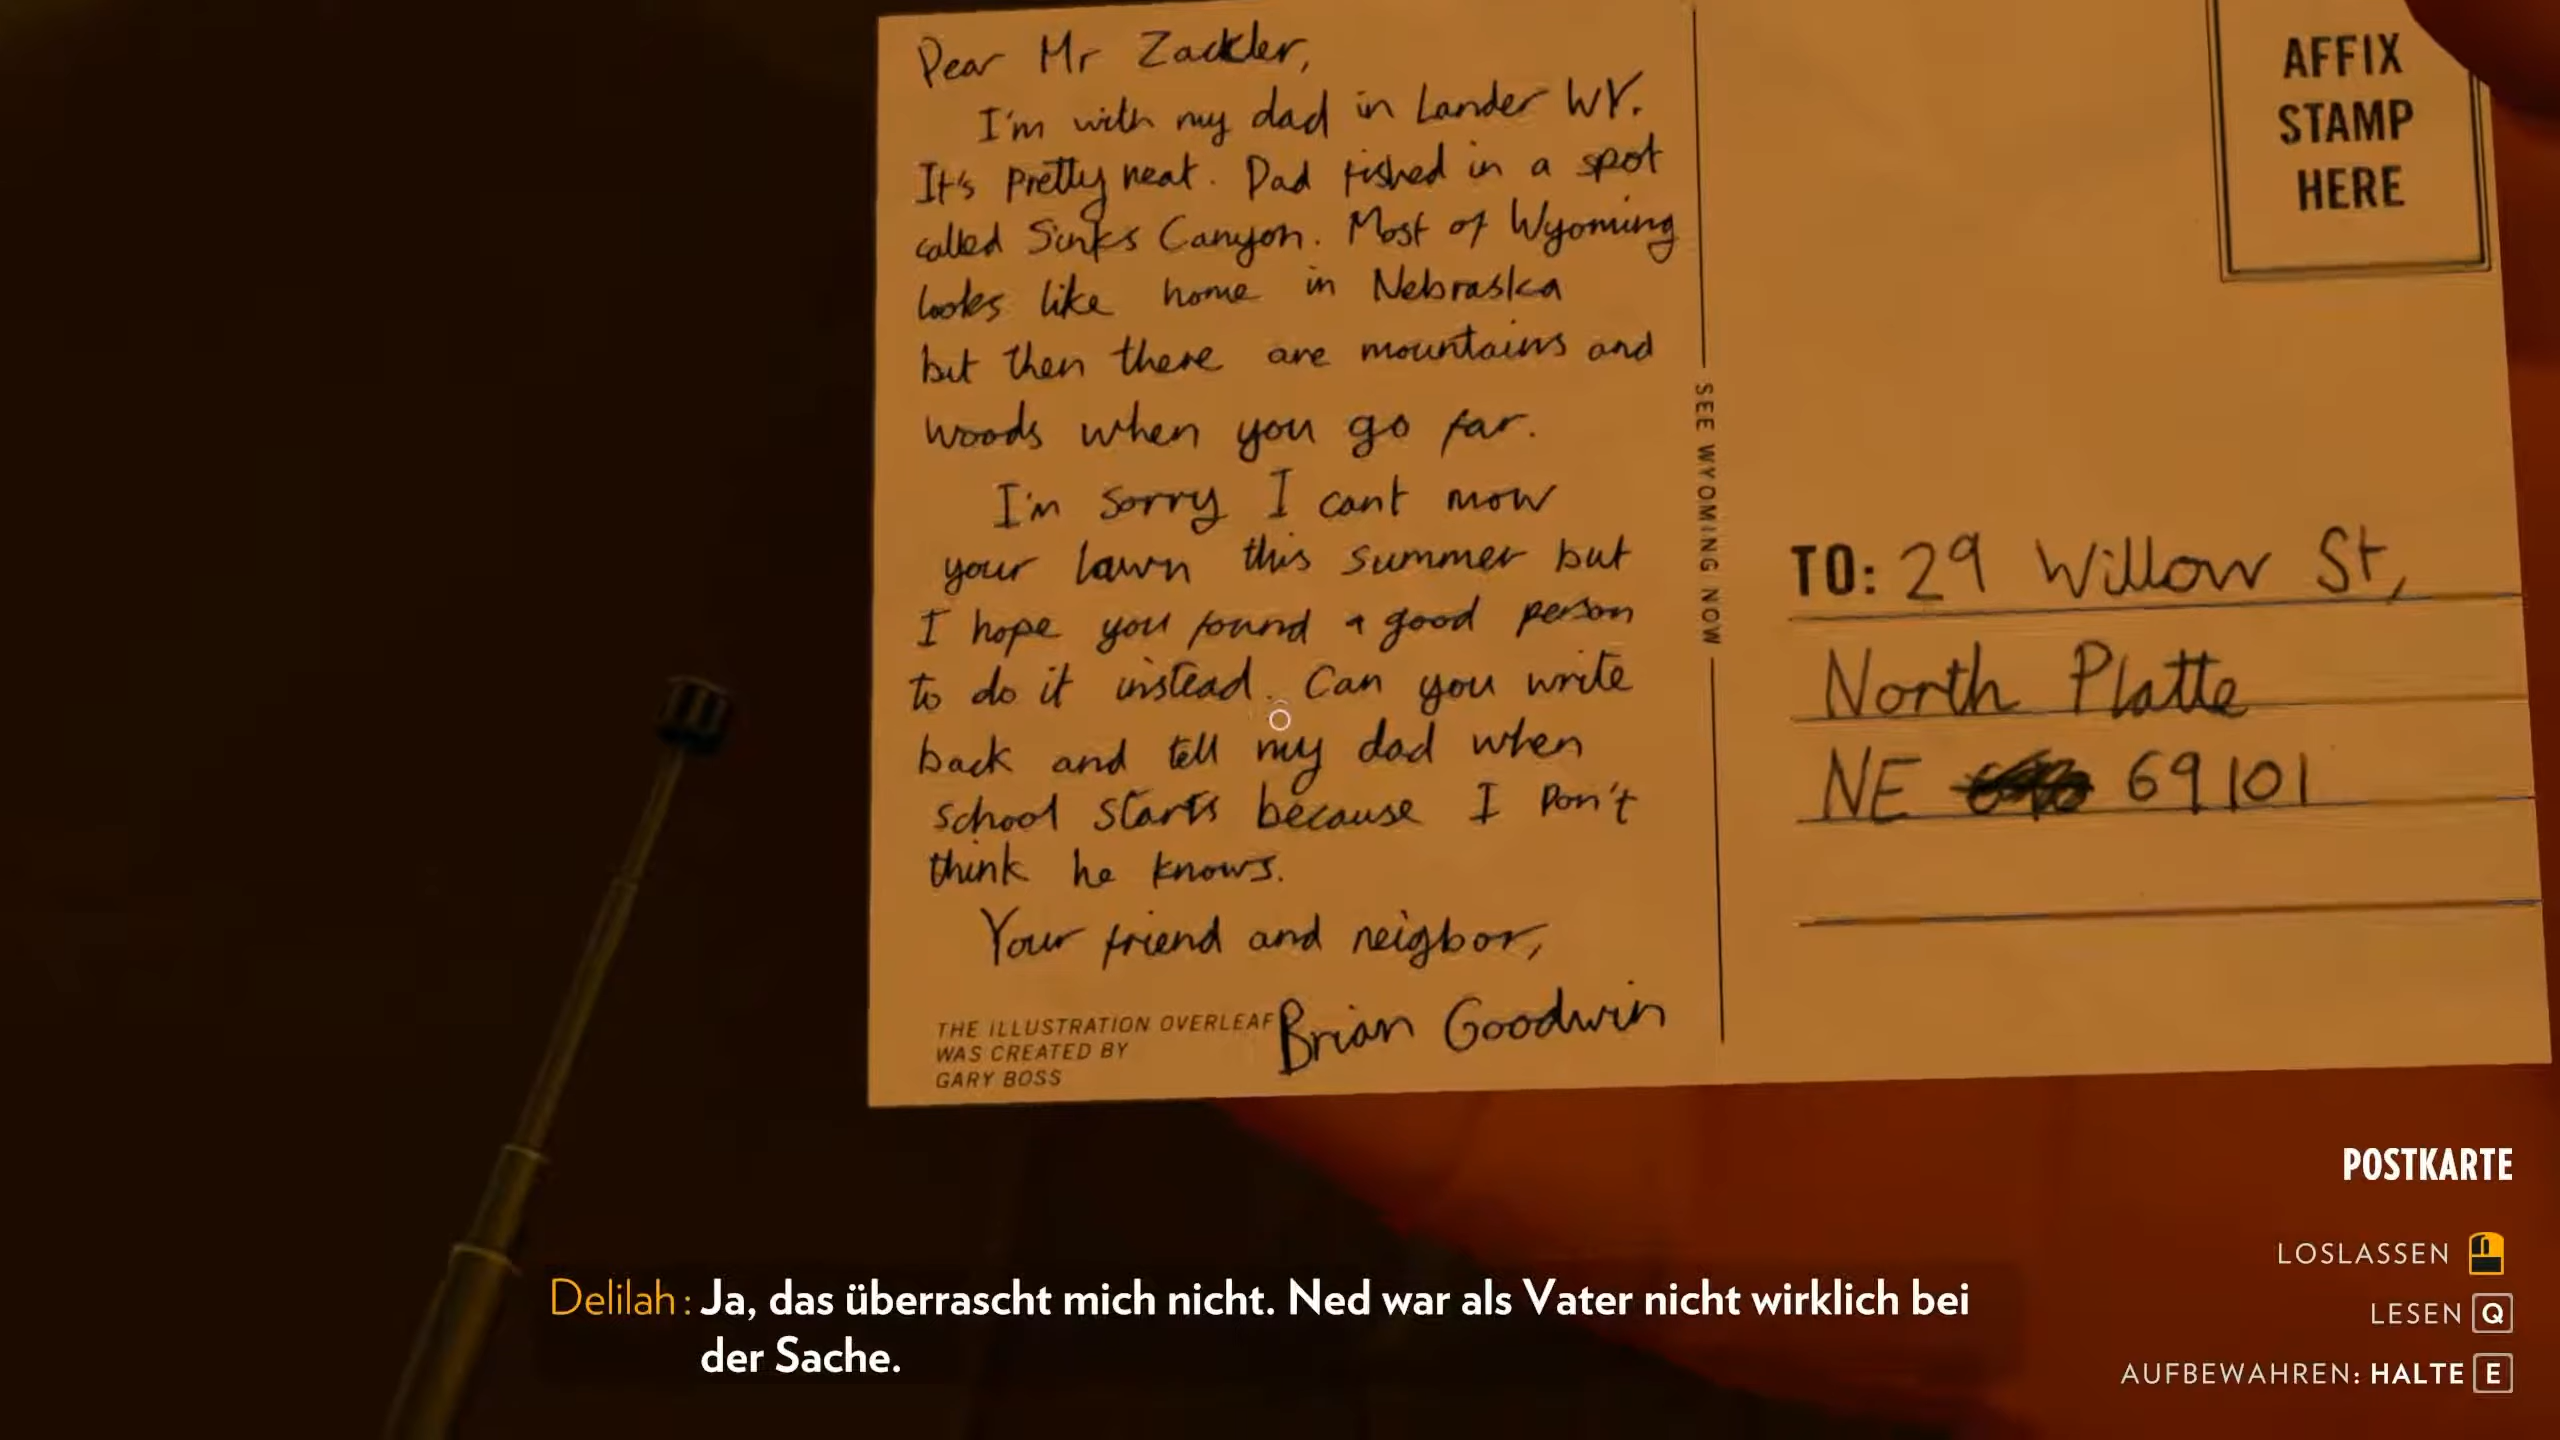 Dear Mr Zackler,
I'm with my dad in Lander WY.
It's pretty neat. Dad fished in a spot
called Sinks Canyon. Most of Wyoming
looks like home in Nebraska
but then there are mountains and
woods when you go far.
I'm sorry I cant mow
your lawn this summer but
I hope you found a good person
to do it instead. Can you write
back and tell my dad when
school starts because I Don't
think he knows.
Your friend and neigbor,
Brian Goodwin
THE ILLUSTRATION OVERLEAF
WAS CREATED BY
GARY BOSS
SEE WYOMING NOW
AFFIX
STAMP
HERE
TO: 29 Willow St,
North Platte
NE 69101
POSTKARTE
LOSLASSEN
LESEN Q
AUFBEWAHREN: HALTE E
Delilah: Ja, das überrascht mich nicht. Ned war als Vater nicht wirklich bei
der Sache.